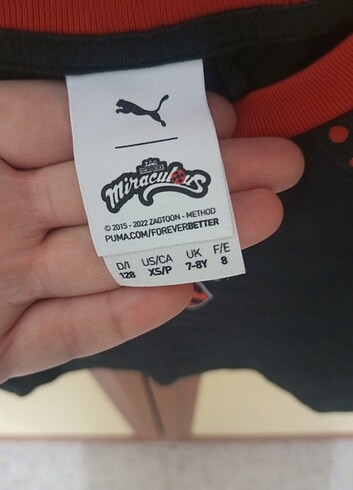 Miraculous
© 2015 - 2022 ZAGTOON - METHOD
PUMA.COM/FOREVERBETTER
D/I US/CA UK F/E
128 XS/P 7-8Y 8